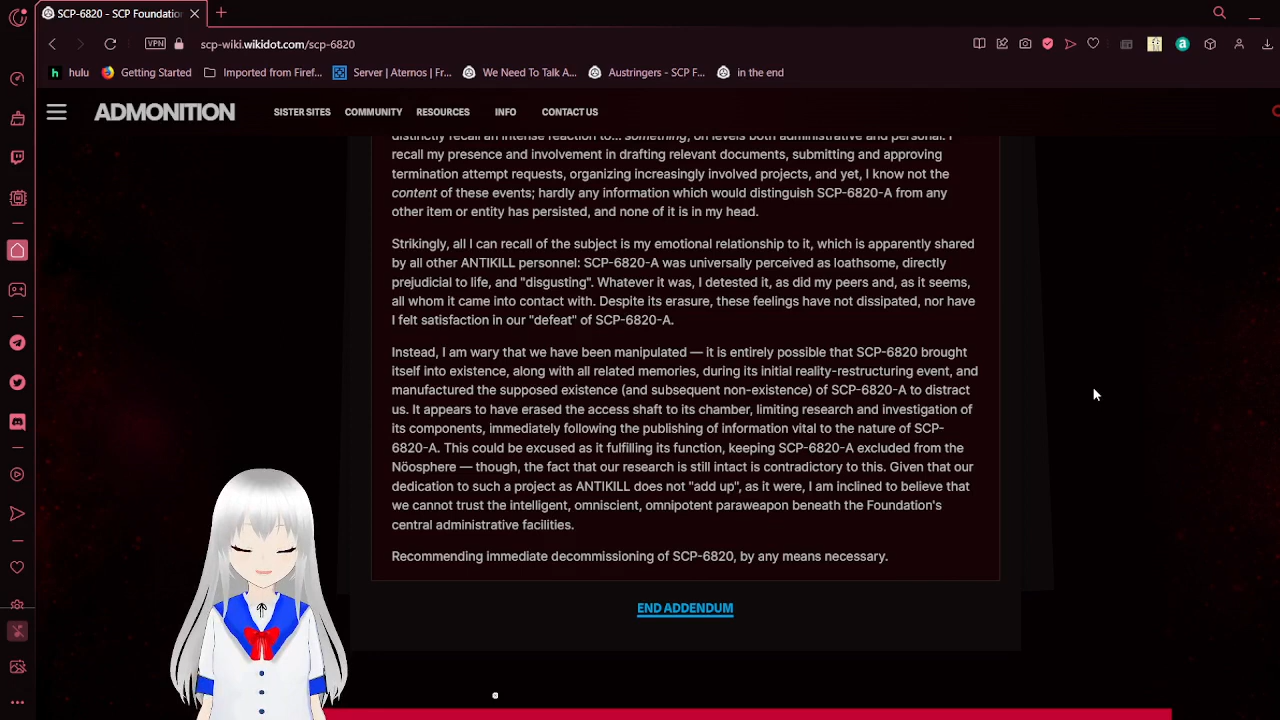 SCP-6820 - SCP Foundatio
VPN
scp-wiki.wikidot.com/scp-6820
hulu
Getting Started
Imported from Firef...
Server | Aternos | Fr...
We Need To Talk A...
Austringers - SCP F...
in the end
ADMONITION
SISTER SITES
COMMUNITY
RESOURCES
INFO
CONTACT US
distinctly recall an intense reaction to... something, on levels both administrative and personal. I
recall my presence and involvement in drafting relevant documents, submitting and approving
termination attempt requests, organizing increasingly involved projects, and yet, I know not the
content of these events; hardly any information which would distinguish SCP-6820-A from any
other item or entity has persisted, and none of it is in my head.
Strikingly, all I can recall of the subject is my emotional relationship to it, which is apparently shared
by all other ANTIKILL personnel: SCP-6820-A was universally perceived as loathsome, directly
prejudicial to life, and "disgusting". Whatever it was, I detested it, as did my peers and, as it seems,
all whom it came into contact with. Despite its erasure, these feelings have not dissipated, nor have
I felt satisfaction in our "defeat" of SCP-6820-A.
Instead, I am wary that we have been manipulated — it is entirely possible that SCP-6820 brought
itself into existence, along with all related memories, during its initial reality-restructuring event, and
manufactured the supposed existence (and subsequent non-existence) of SCP-6820-A to distract
us. It appears to have erased the access shaft to its chamber, limiting research and investigation of
its components, immediately following the publishing of information vital to the nature of SCP-
6820-A. This could be excused as it fulfilling its function, keeping SCP-6820-A excluded from the
Nöosphere — though, the fact that our research is still intact is contradictory to this. Given that our
dedication to such a project as ANTIKILL does not "add up", as it were, I am inclined to believe that
we cannot trust the intelligent, omniscient, omnipotent paraweapon beneath the Foundation's
central administrative facilities.
Recommending immediate decommissioning of SCP-6820, by any means necessary.
END ADDENDUM